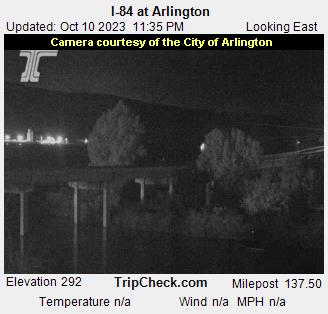 I-84 at Arlington
Updated: Oct 10 2023 11:35 PM Looking East
Camera courtesy of the City of Arlington
Elevation 292 TripCheck.com Milepost 137.50
Temperature n/a Wind n/a MPH n/a